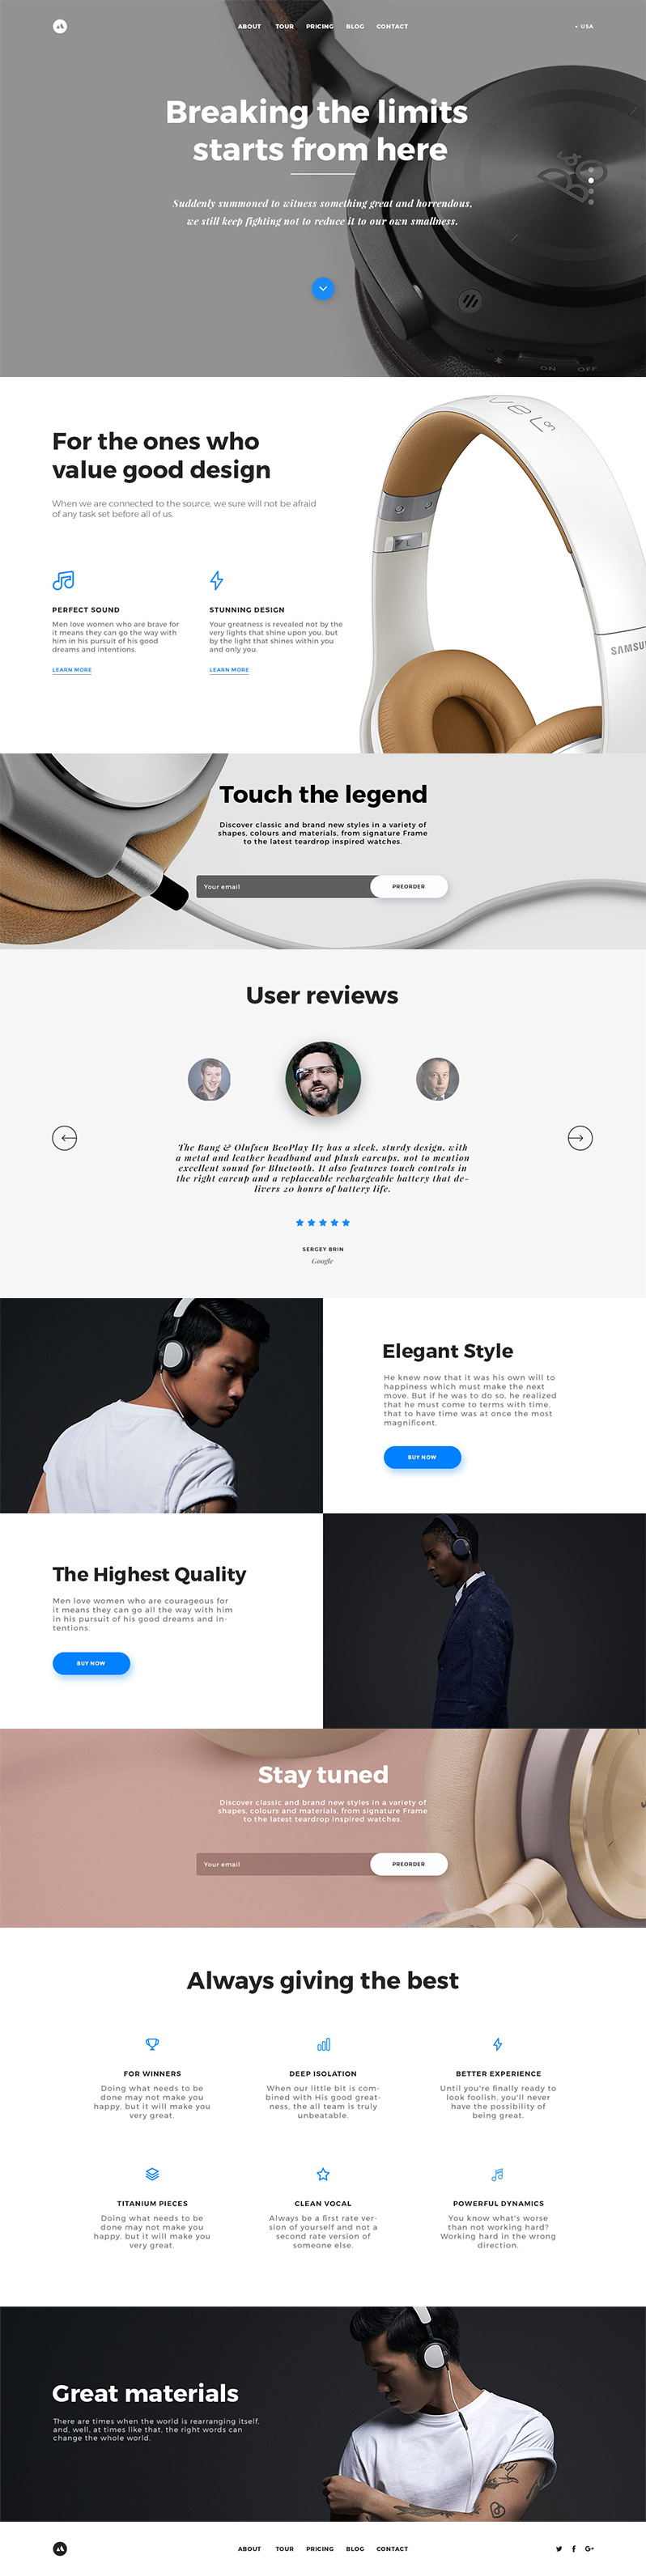 ABOUT TOUR PRICING BLOG CONTACT
USA
Breaking the limits
starts from here
Suddenly summoned to witness something great and horrendous,
we still keep fighting not to reduce it to our own smallness.
ON OFF
For the ones who
value good design
When we are connected to the source, we sure will not be afraid
of any task set before all of us.
PERFECT SOUND
Men love women who are brave for
it means they can go the way with
him in his pursuit of his good
dreams and intentions.
LEARN MORE
STUNNING DESIGN
Your greatness is revealed not by the
very lights that shine upon you, but
by the light that shines within you
and only you.
LEARN MORE
L
SAMSU
Touch the legend
Discover classic and brand new styles in a variety of
shapes, colours and materials, from signature Frame
to the latest teardrop inspired watches.
Your email
PREORDER
User reviews
The Bang & Olufsen BeoPlay H7 has a sleek, sturdy design, with
a metal and leather headband and plush earcups, not to mention
excellent sound for Bluetooth. It also features touch controls in
the right earcup and a replaceable rechargeable battery that de-
livers 20 hours of battery life.
SERGEY BRIN
Google
Elegant Style
He knew now that it was his own will to
happiness which must make the next
move. But if he was to do so, he realized
that he must come to terms with time,
that to have time was at once the most
magnificent.
BUY NOW
The Highest Quality
Men love women who are courageous for
it means they can go all the way with him
in his pursuit of his good dreams and in-
tentions.
BUY NOW
Stay tuned
Discover classic and brand new styles in a variety of
shapes, colours and materials, from signature Frame
to the latest teardrop inspired watches.
Your email
PREORDER
Always giving the best
FOR WINNERS
Doing what needs to be
done may not make you
happy, but it will make you
very great.
DEEP ISOLATION
When our little bit is com-
bined with His good great-
ness, the all team is truly
unbeatable.
BETTER EXPERIENCE
Until you're finally ready to
look foolish, you'll never
have the possibility of
being great.
TITANIUM PIECES
Doing what needs to be
done may not make you
happy, but it will make you
very great.
CLEAN VOCAL
Always be a first rate ver-
sion of yourself and not a
second rate version of
someone else.
POWERFUL DYNAMICS
You know what's worse
than not working hard?
Working hard in the wrong
direction.
Great materials
There are times when the world is rearranging itself,
and, well, at times like that, the right words can
change the whole world.
ABOUT TOUR PRICING BLOG CONTACT